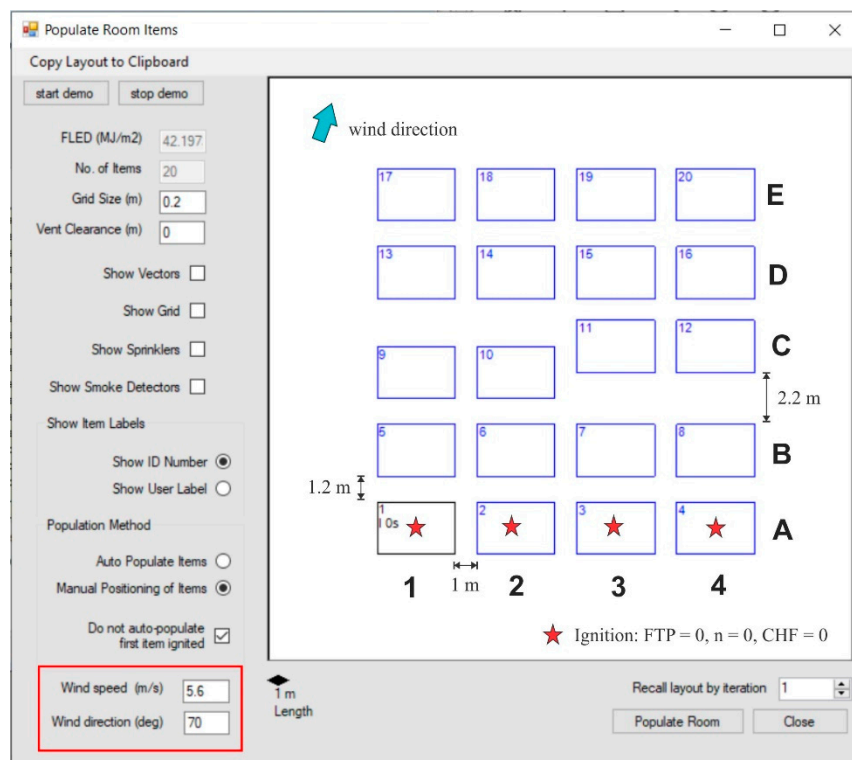 Populate Room Items
Copy Layout to Clipboard
start demo stop demo
FLED (MJ/m2) 42.197
No. of Items 20
Grid Size (m) 0.2
Vent Clearance (m) 0
Show Vectors
Show Grid
Show Sprinklers
Show Smoke Detectors
Show Item Labels
Show ID Number
Show User Label
Population Method
Auto Populate Items
Manual Positioning of Items
Do not auto-populate
first item ignited
Wind speed (m/s) 5.6
Wind direction (deg) 70
wind direction
17 18 19 20 E
13 14 15 16 D
11 12 C
9 10
2.2 m
5 6 7 8 B
1.2 m
1 2 3 4 A
I 0s
1 m
1 2 3 4
Ignition: FTP = 0, n = 0, CHF = 0
1 m
Length
Recall layout by iteration 1
Populate Room Close